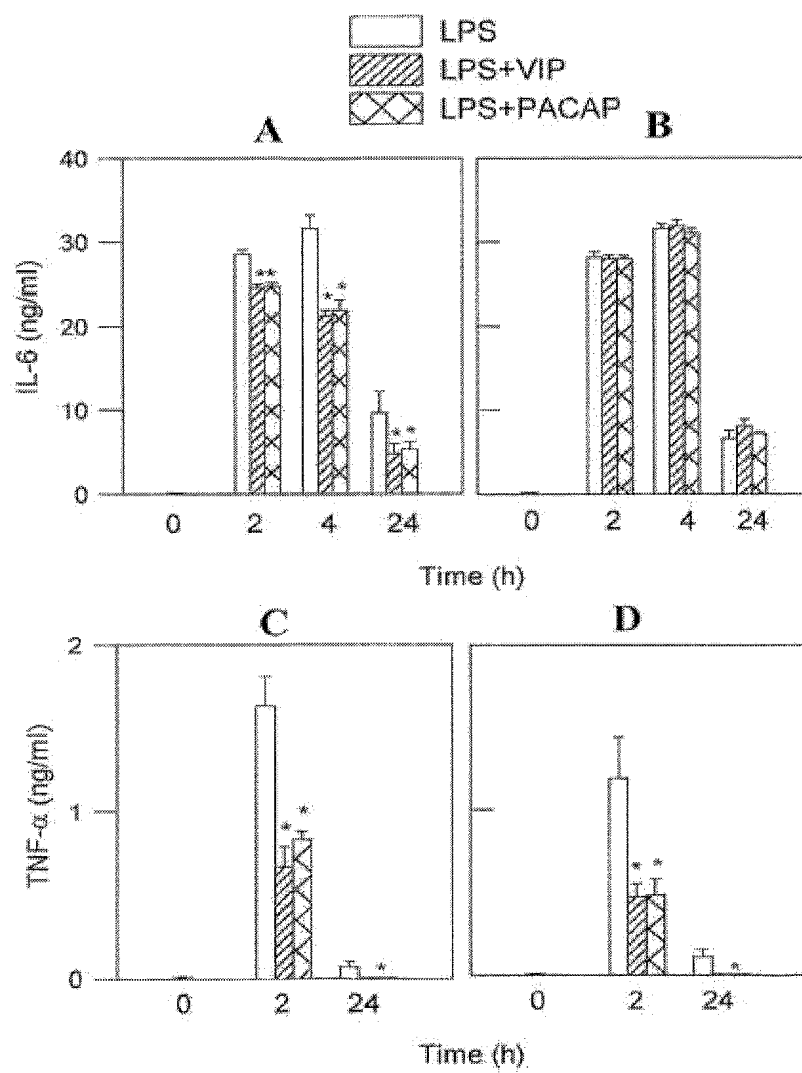 LPS
LPS+VIP
LPS+PACAP
A B
40
30
20
10
0
IL-6 (ng/ml)
** * * * *
0 2 4 24 0 2 4 24
Time (h)
C D
2
1
0
TNF-α (ng/ml)
* * * * * *
0 2 24 0 2 24
Time (h)